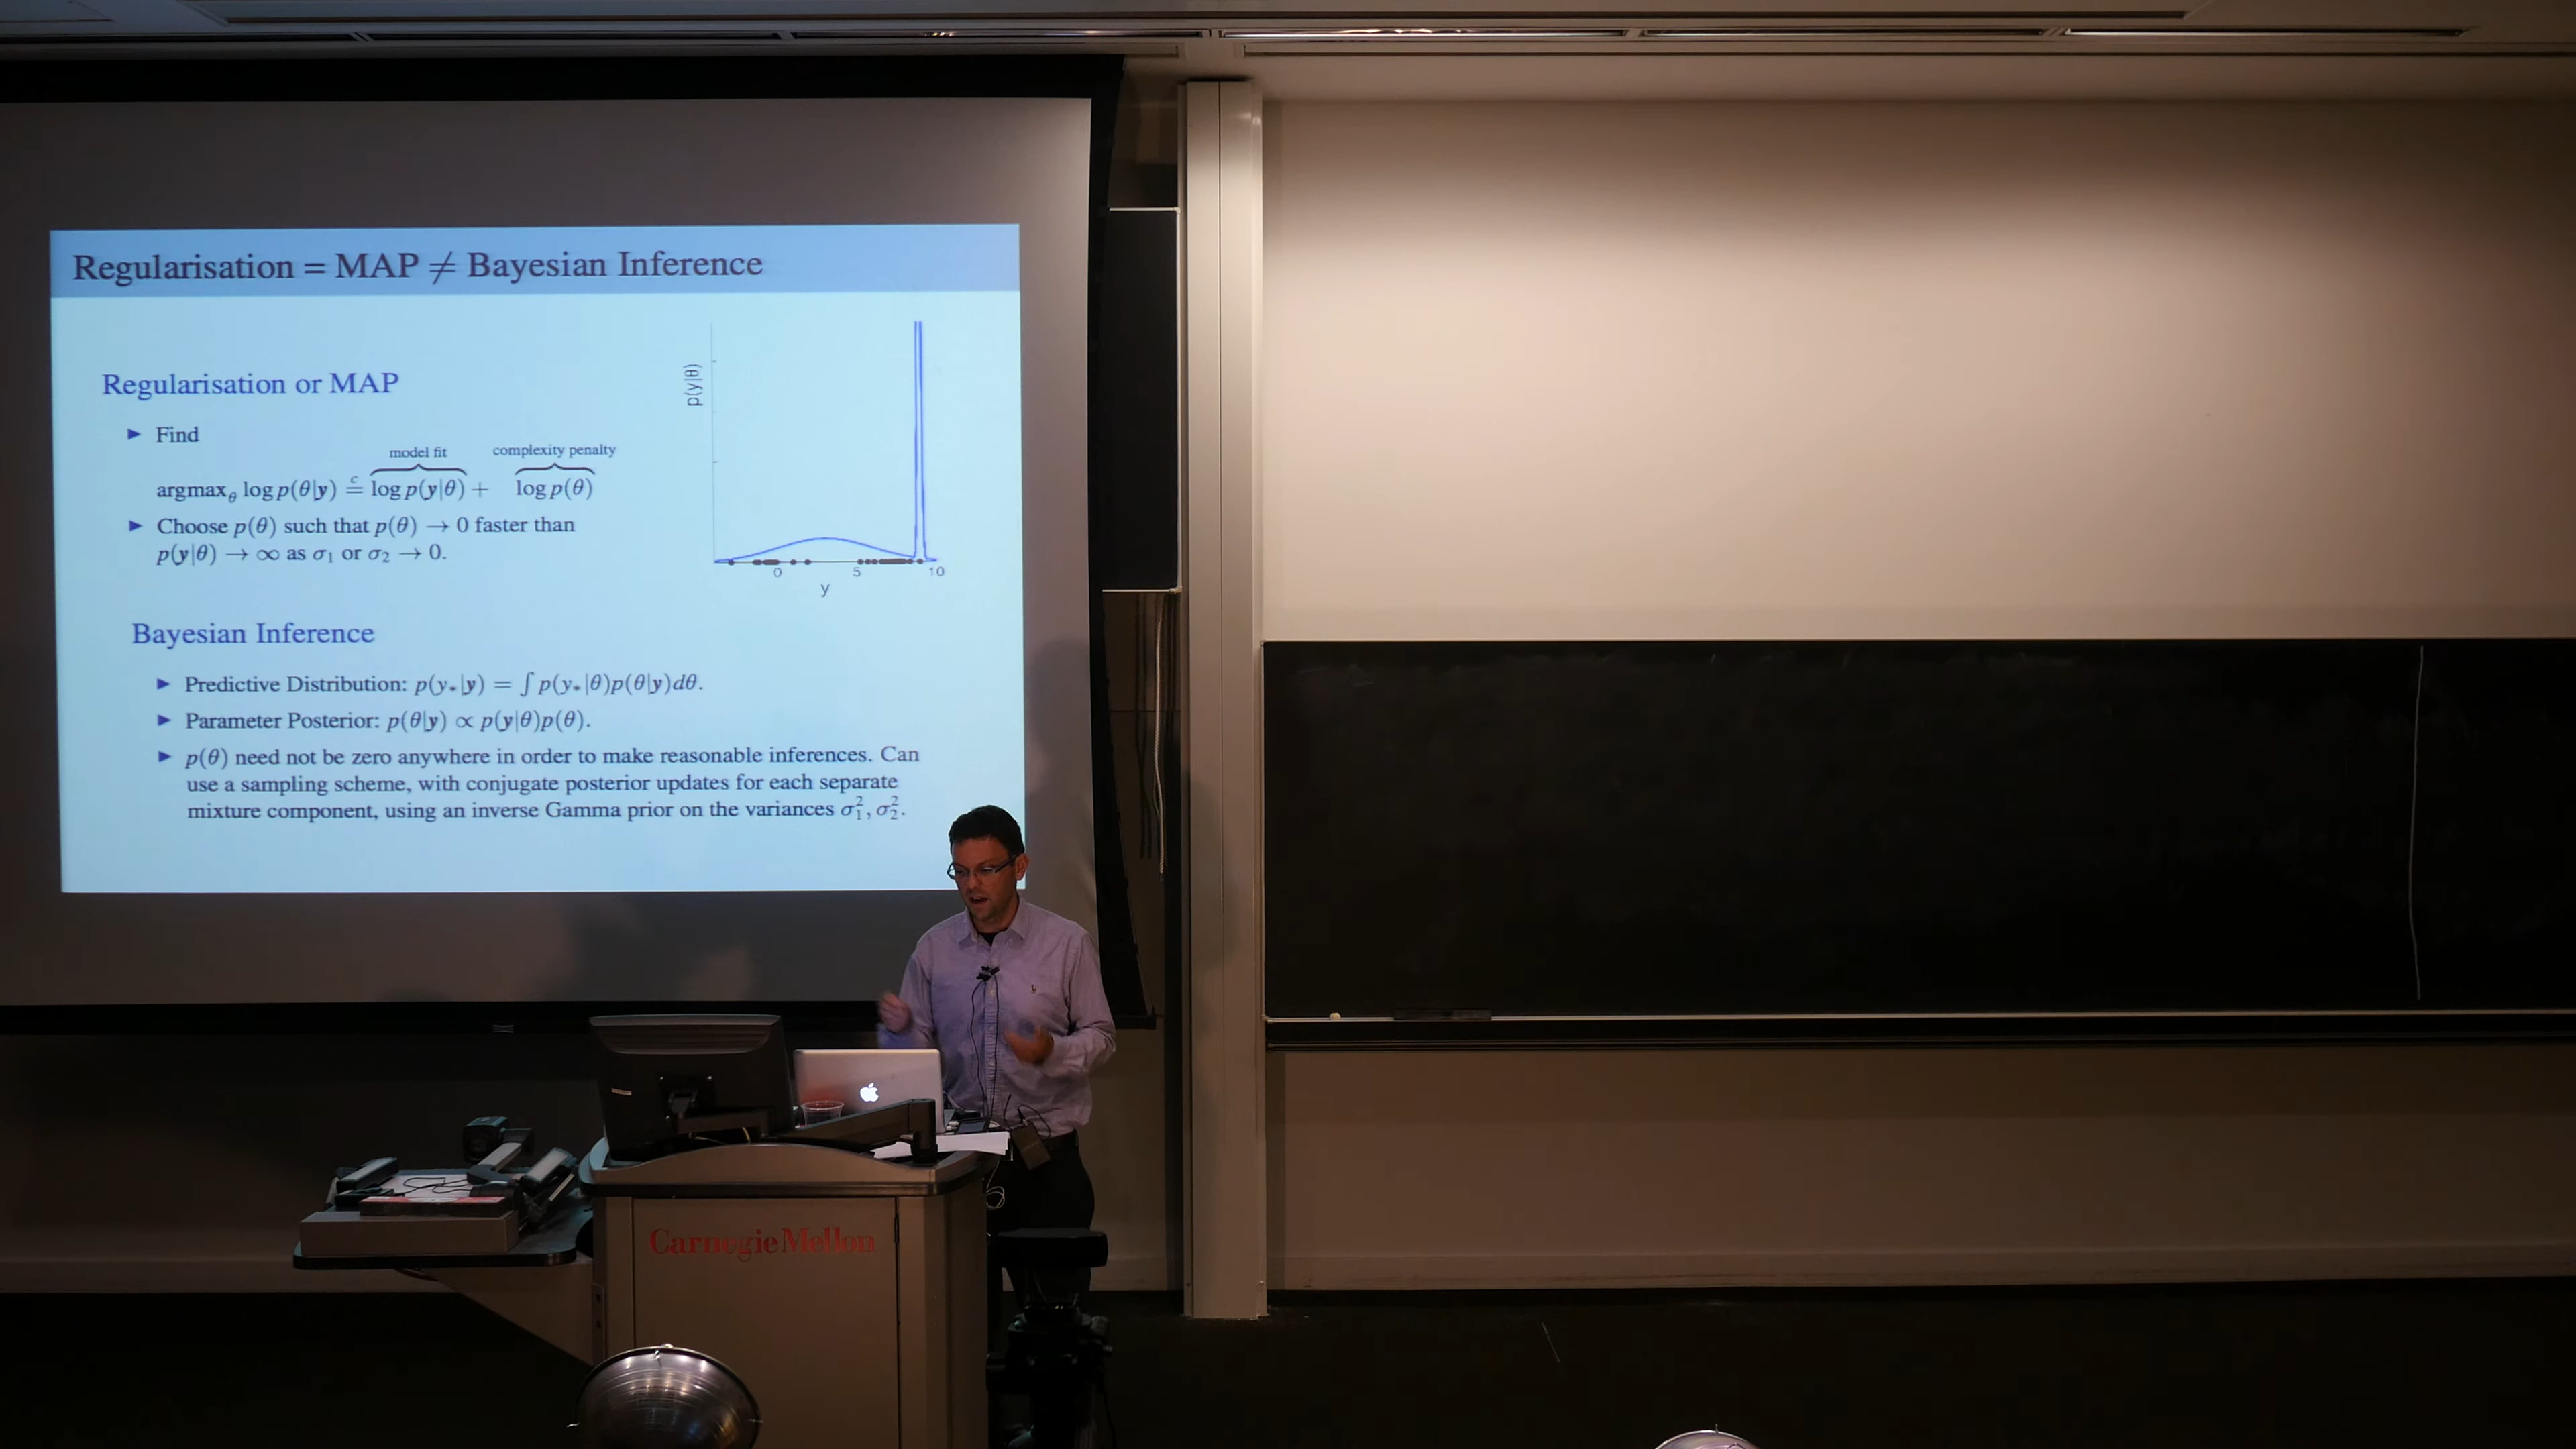 Regularisation = MAP ≠ Bayesian Inference
Regularisation or MAP
► Find
model fit complexity penalty
argmax_θ log p(θ|y) =^c log p(y|θ) + log p(θ)
► Choose p(θ) such that p(θ) → 0 faster than
p(y|θ) → ∞ as σ₁ or σ₂ → 0.
p(y|θ)
0 5 10
y
Bayesian Inference
► Predictive Distribution: p(y_*|y) = ∫ p(y_*|θ)p(θ|y)dθ.
► Parameter Posterior: p(θ|y) ∝ p(y|θ)p(θ).
► p(θ) need not be zero anywhere in order to make reasonable inferences. Can
use a sampling scheme, with conjugate posterior updates for each separate
mixture component, using an inverse Gamma prior on the variances σ₁², σ₂².
Carnegie Mellon